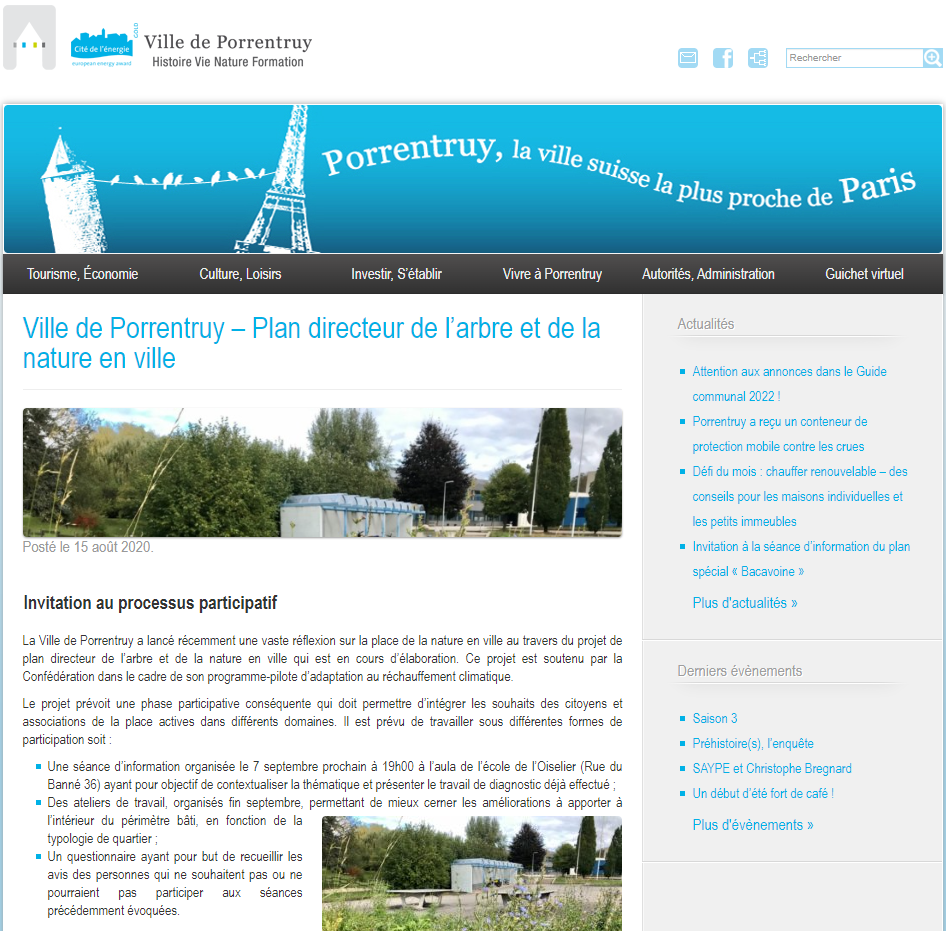 Cité de l'énergie
GOLD
european energy award
Ville de Porrentruy
Histoire Vie Nature Formation
Rechercher
Porrentruy, la ville suisse la plus proche de Paris
Tourisme, Économie
Culture, Loisirs
Investir, S'établir
Vivre à Porrentruy
Autorités, Administration
Guichet virtuel
Ville de Porrentruy – Plan directeur de l'arbre et de la
nature en ville
Posté le 15 août 2020.
Invitation au processus participatif
La Ville de Porrentruy a lancé récemment une vaste réflexion sur la place de la nature en ville au travers du projet de
plan directeur de l'arbre et de la nature en ville qui est en cours d'élaboration. Ce projet est soutenu par la
Confédération dans le cadre de son programme-pilote d'adaptation au réchauffement climatique.
Le projet prévoit une phase participative conséquente qui doit permettre d'intégrer les souhaits des citoyens et
associations de la place actives dans différents domaines. Il est prévu de travailler sous différentes formes de
participation soit :
Une séance d'information organisée le 7 septembre prochain à 19h00 à l'aula de l'école de l'Oiselier (Rue du
Banné 36) ayant pour objectif de contextualiser la thématique et présenter le travail de diagnostic déjà effectué ;
Des ateliers de travail, organisés fin septembre, permettant de mieux cerner les améliorations à apporter à
l'intérieur du périmètre bâti, en fonction de la
typologie de quartier ;
Un questionnaire ayant pour but de recueillir les
avis des personnes qui ne souhaitent pas ou ne
pourraient pas participer aux séances
précédemment évoquées.
Actualités
Attention aux annonces dans le Guide
communal 2022 !
Porrentruy a reçu un conteneur de
protection mobile contre les crues
Défi du mois : chauffer renouvelable – des
conseils pour les maisons individuelles et
les petits immeubles
Invitation à la séance d'information du plan
spécial « Bacavoine »
Plus d'actualités »
Derniers évènements
Saison 3
Préhistoire(s), l'enquête
SAYPE et Christophe Bregnard
Un début d'été fort de café !
Plus d'évènements »